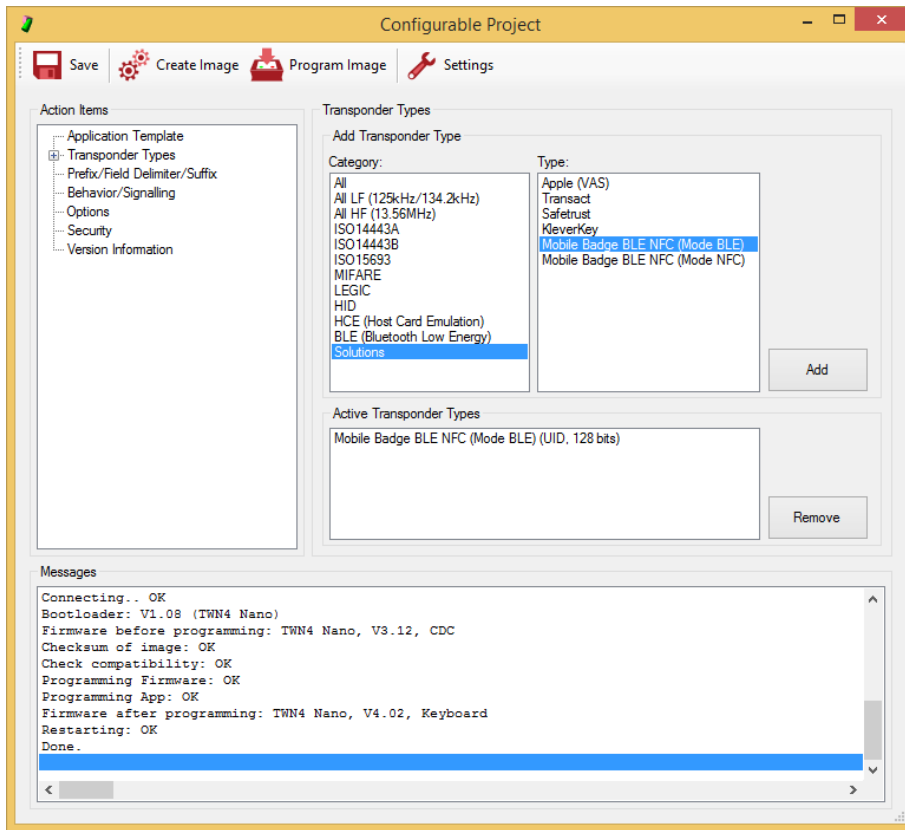 Configurable Project
Save Create Image Program Image Settings
Action Items
Application Template
Transponder Types
Prefix/Field Delimiter/Suffix
Behavior/Signalling
Options
Security
Version Information
Transponder Types
Add Transponder Type
Category:
All
All LF (125kHz/134.2kHz)
All HF (13.56MHz)
ISO14443A
ISO14443B
ISO15693
MIFARE
LEGIC
HID
HCE (Host Card Emulation)
BLE (Bluetooth Low Energy)
Solutions
Type:
Apple (VAS)
Transact
Safetrust
KleverKey
Mobile Badge BLE NFC (Mode BLE)
Mobile Badge BLE NFC (Mode NFC)
Add
Active Transponder Types
Mobile Badge BLE NFC (Mode BLE) (UID, 128 bits)
Remove
Messages
Connecting.. OK
Bootloader: V1.08 (TWN4 Nano)
Firmware before programming: TWN4 Nano, V3.12, CDC
Checksum of image: OK
Check compatibility: OK
Programming Firmware: OK
Programming App: OK
Firmware after programming: TWN4 Nano, V4.02, Keyboard
Restarting: OK
Done.